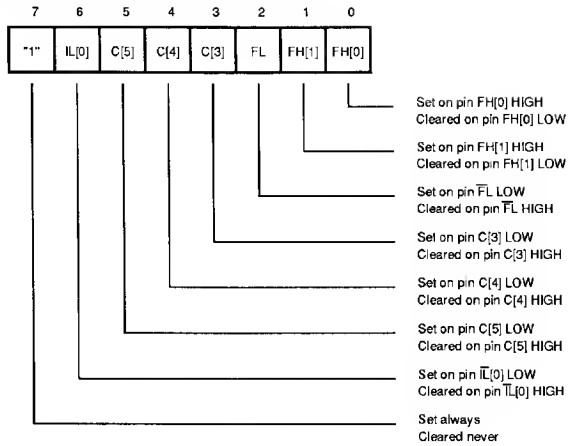 7 6 5 4 3 2 1 0
"1" IL[0] C[5] C[4] C[3] FL FH[1] FH[0]
Set on pin FH[0] HIGH
Cleared on pin FH[0] LOW
Set on pin FH[1] HIGH
Cleared on pin FH[1] LOW
Set on pin F̅L LOW
Cleared on pin F̅L HIGH
Set on pin C[3] LOW
Cleared on pin C[3] HIGH
Set on pin C[4] LOW
Cleared on pin C[4] HIGH
Set on pin C[5] LOW
Cleared on pin C[5] HIGH
Set on pin I̅L[0] LOW
Cleared on pin I̅L[0] HIGH
Set always
Cleared never